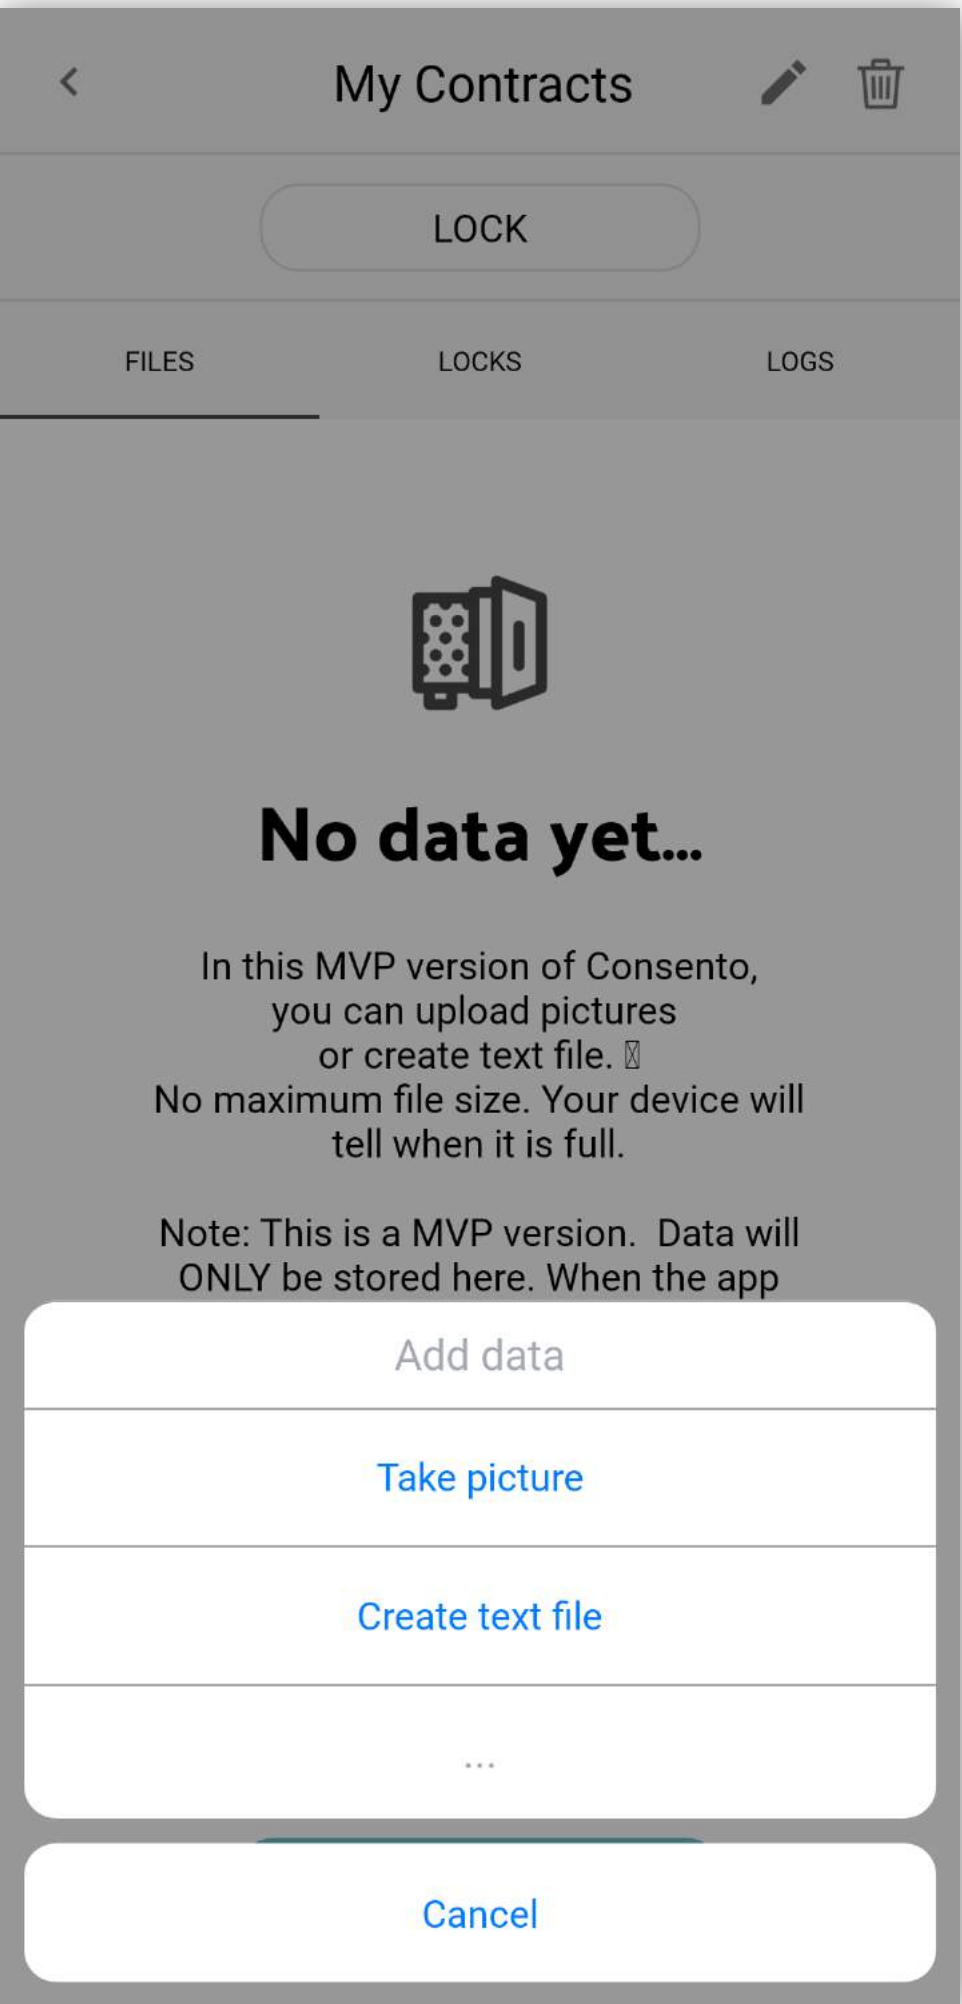 My Contracts
LOCK
FILES
LOCKS
LOGS
No data yet...
In this MVP version of Consento,
you can upload pictures
or create text file.
No maximum file size. Your device will
tell when it is full.
Note: This is a MVP version.  Data will
ONLY be stored here. When the app
Add data
Take picture
Create text file
...
Cancel